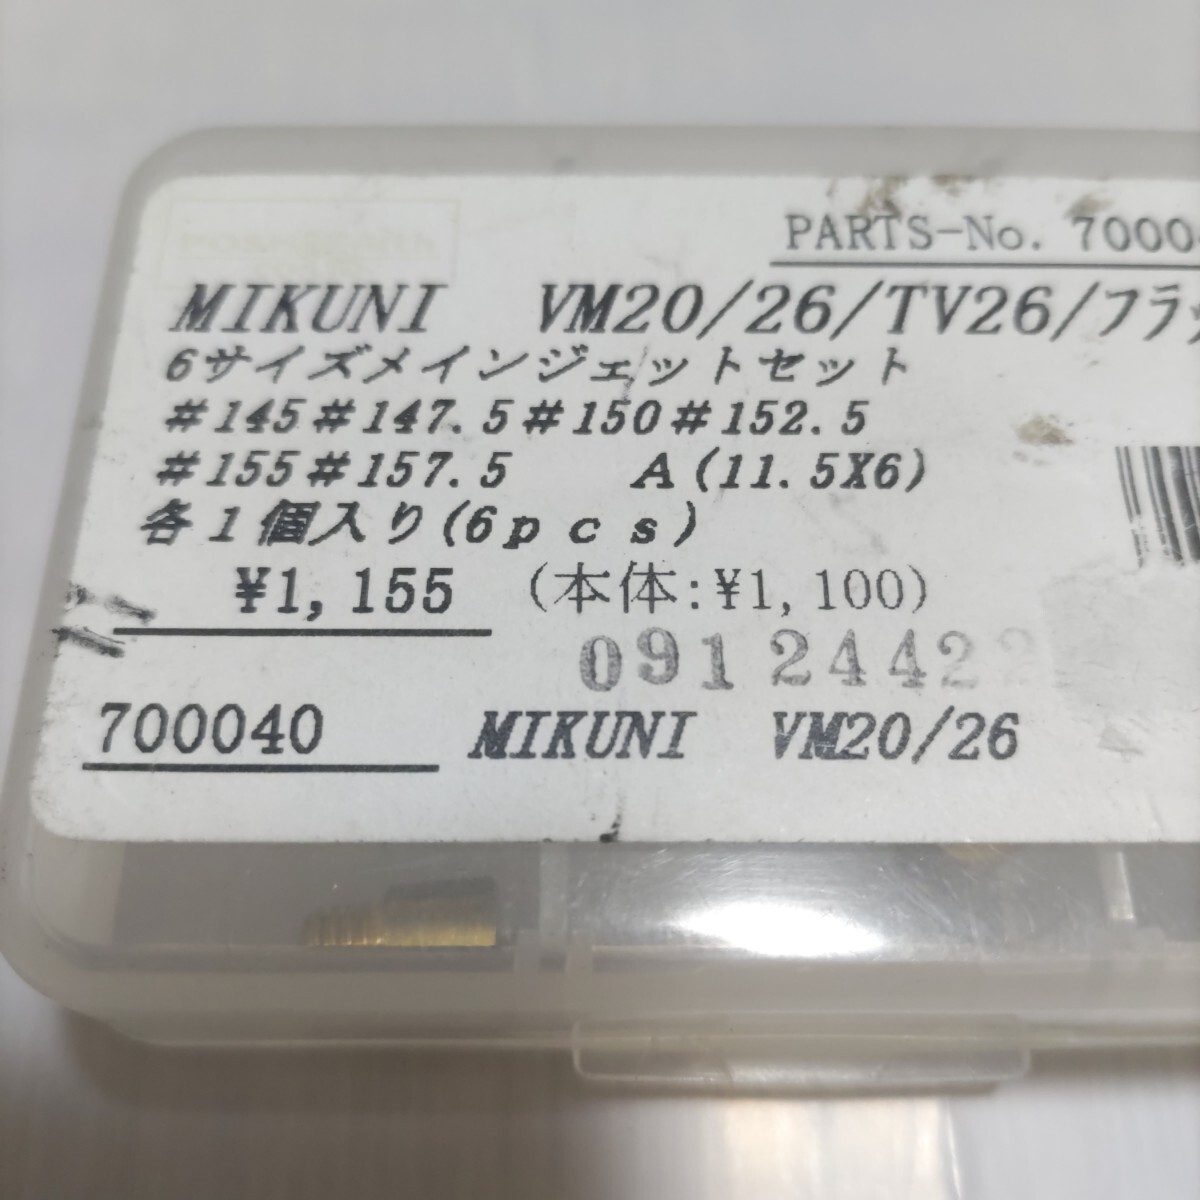 PARTS-No. 7000
MIKUNI VM20/26/TV26/フラ
6サイズメインジェットセット
#145#147.5#150#152.5
#155#157.5 A(11.5X6)
各1個入り(6pcs)
¥1,155 (本体:¥1,100)
09124422
700040 MIKUNI VM20/26